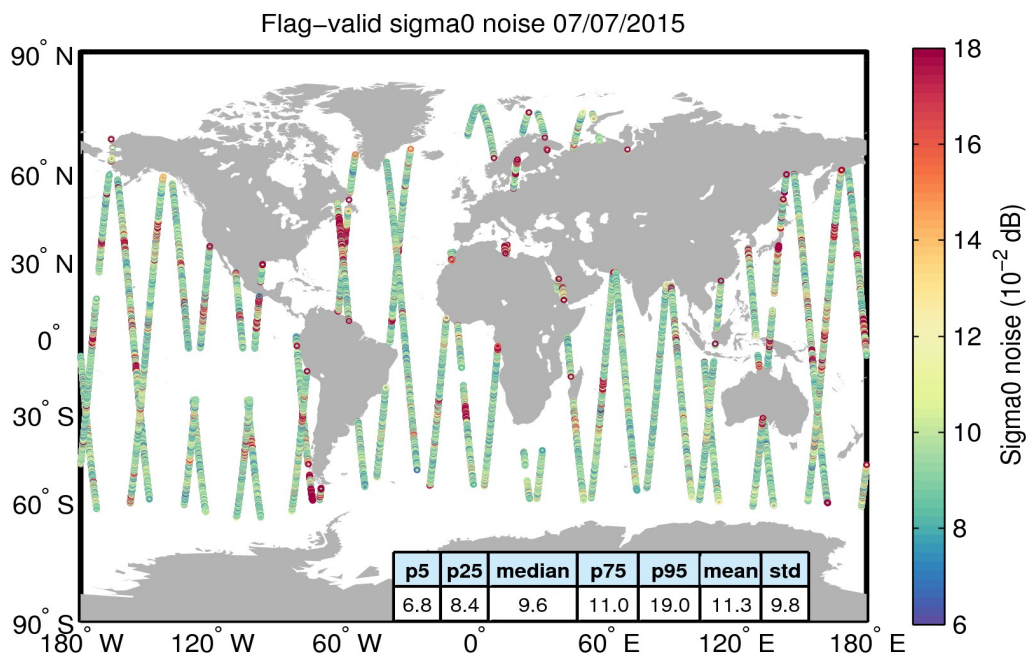 Flag−valid sigma0 noise 07/07/2015
90° N
60° N
30° N
0°
30° S
60° S
90° S
180° W
120° W
60° W
0°
60° E
120° E
180° E
p5 p25 median p75 p95 mean std
6.8 8.4 9.6 11.0 19.0 11.3 9.8
18
16
14
12
10
8
6
Sigma0 noise (10⁻² dB)